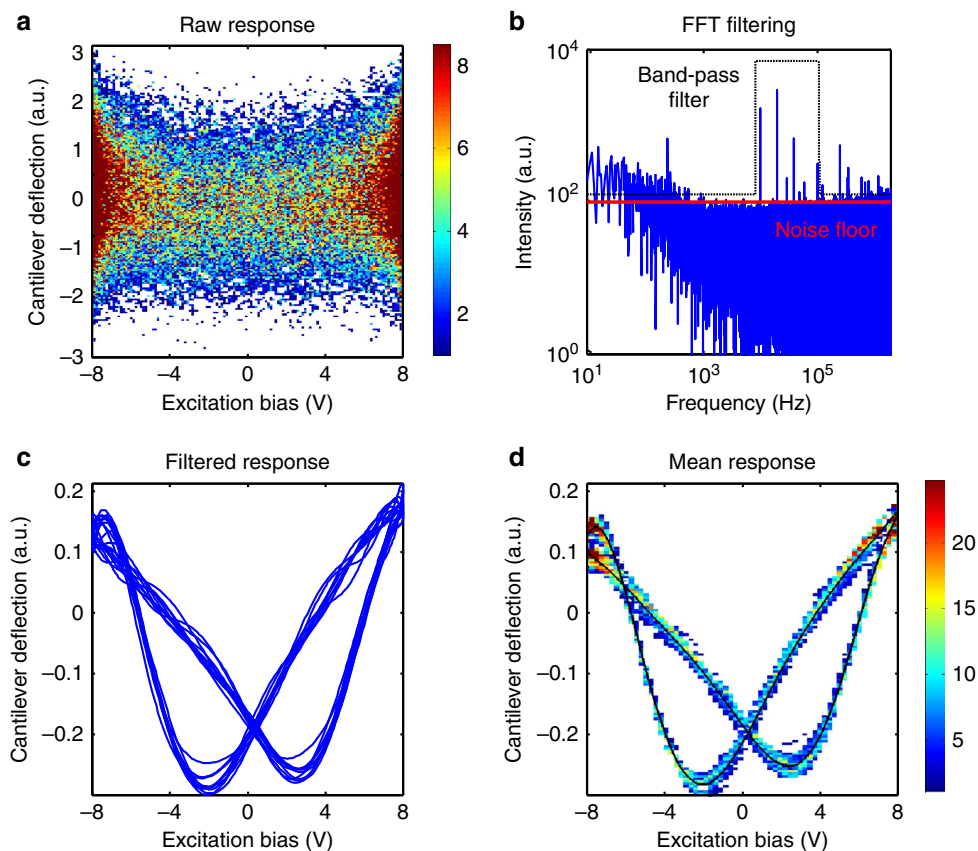 a
Raw response
3
2
1
0
–1
–2
–3
Cantilever deflection (a.u.)
–8
–4
0
4
8
Excitation bias (V)
8
6
4
2
b
FFT filtering
10^4
10^2
10^0
Intensity (a.u.)
Band-pass
filter
Noise floor
10^1
10^3
10^5
Frequency (Hz)
c
Filtered response
0.2
0.1
0
–0.1
–0.2
Cantilever deflection (a.u.)
–8
–4
0
4
8
Excitation bias (V)
d
Mean response
0.2
0.1
0
–0.1
–0.2
Cantilever deflection (a.u.)
–8
–4
0
4
8
Excitation bias (V)
20
15
10
5